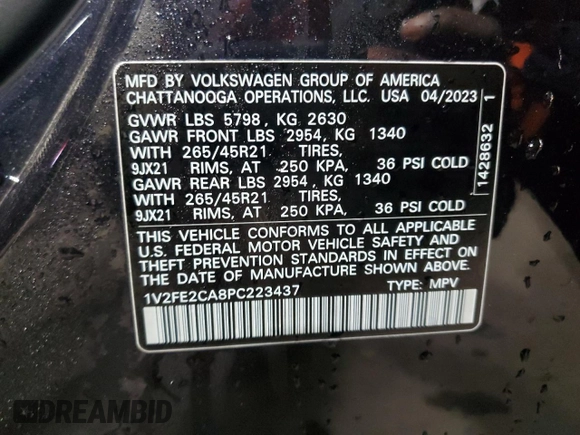 MFD BY VOLKSWAGEN GROUP OF AMERICA
CHATTANOOGA OPERATIONS, LLC. USA 04/2023
GVWR LBS 5798 , KG 2630
GAWR FRONT LBS 2954 , KG 1340
WITH 265/45R21 TIRES,
9JX21 RIMS, AT 250 KPA, 36 PSI COLD
GAWR REAR LBS 2954 , KG 1340
WITH 265/45R21 TIRES,
9JX21 RIMS, AT 250 KPA, 36 PSI COLD
THIS VEHICLE CONFORMS TO ALL APPLICABLE
U.S. FEDERAL MOTOR VEHICLE SAFETY AND
THEFT PREVENTION STANDARDS IN EFFECT ON
THE DATE OF MANUFACTURE SHOWN ABOVE.
1V2FE2CA8PC223437 TYPE: MPV
1428632 1
DREAMBID